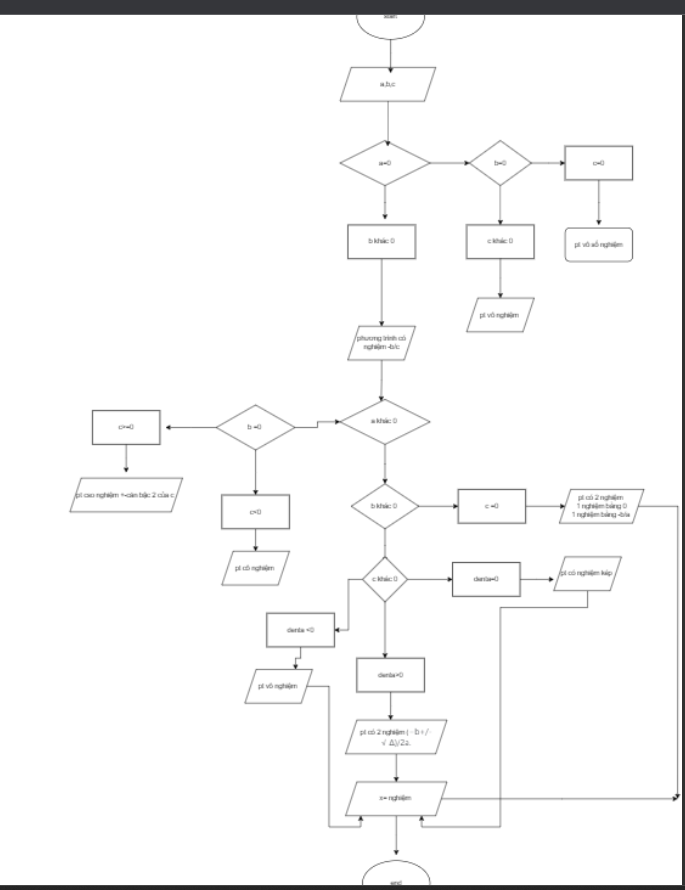 a,b,c
a=0
b=0
c=0
b khác 0
c khác 0
pt vô số nghiệm
pt vô nghiệm
phương trình có
nghiệm -b/c
a khác 0
b =0
c>=0
pt cso nghiệm +-căn bậc 2 của c
c<0
pt cố nghiệm
b khác 0
c =0
pt có 2 nghiệm
1 nghiệm bằng 0
1 nghiệm bằng -b/a
c khác 0
denta=0
pt có nghiệm kép
denta <0
pt vô nghiệm
denta>0
pt có 2 nghiệm ( - b +/-
√ Δ)/2a.
x= nghiệm
end